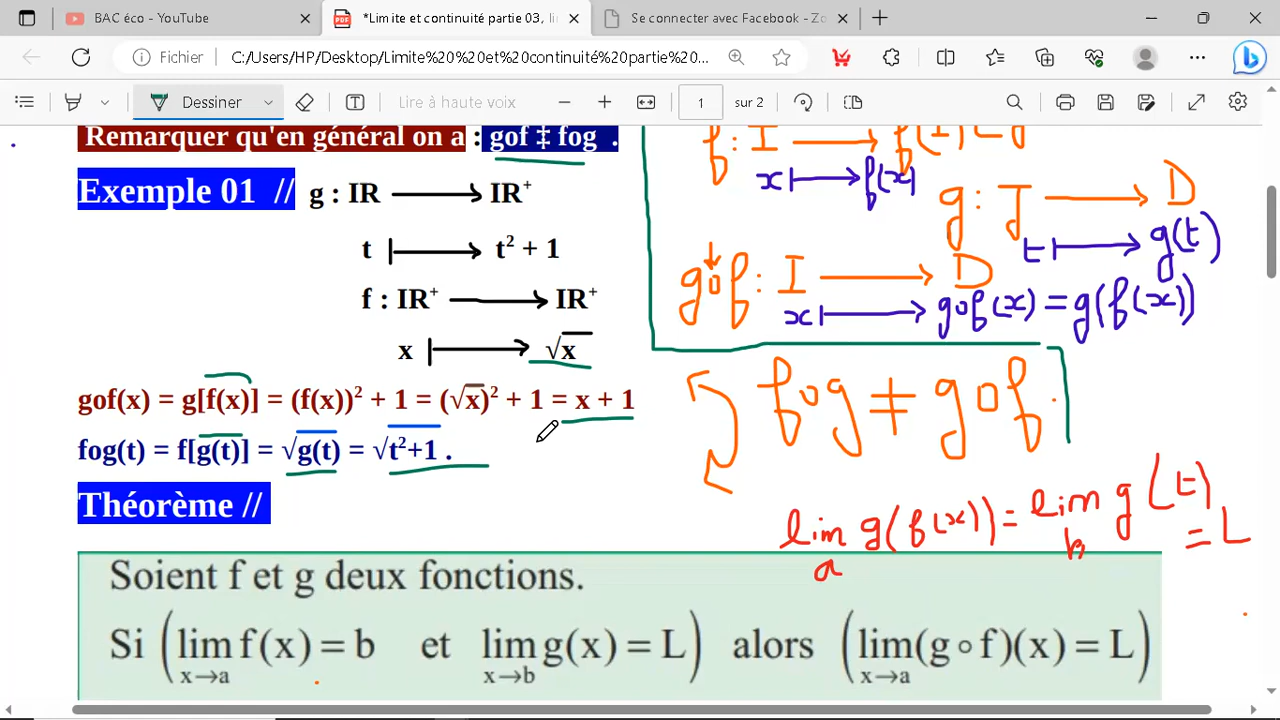 BAC éco - YouTube
*Limite et continuité partie 03, li
Se connecter avec Facebook - Zo
Fichier
C:/Users/HP/Desktop/Limite%20%20et%20continuité%20partie%20...
Dessiner
Lire à haute voix
1 sur 2
Remarquer qu'en général on a : gof ‡ fog .
Exemple 01 // g : IR ⟶ IR⁺
t ⟼ t² + 1
f : IR⁺ ⟶ IR⁺
x ⟼ √x
gof(x) = g[f(x)] = (f(x))² + 1 = (√x)² + 1 = x + 1
fog(t) = f[g(t)] = √g(t) = √t²+1 .
Théorème //
f : I ⟶ f(I)
x ⟼ f(x)
g : J ⟶ D
t ⟼ g(t)
gof : I ⟶ D
x ⟼ gof(x) = g(f(x))
fog ≠ gof
lim g(f(x)) = lim g(t)
a b = L
Soient f et g deux fonctions.
Si (lim f(x) = b et lim g(x) = L) alors (lim(g∘f)(x) = L)
x→a x→b x→a